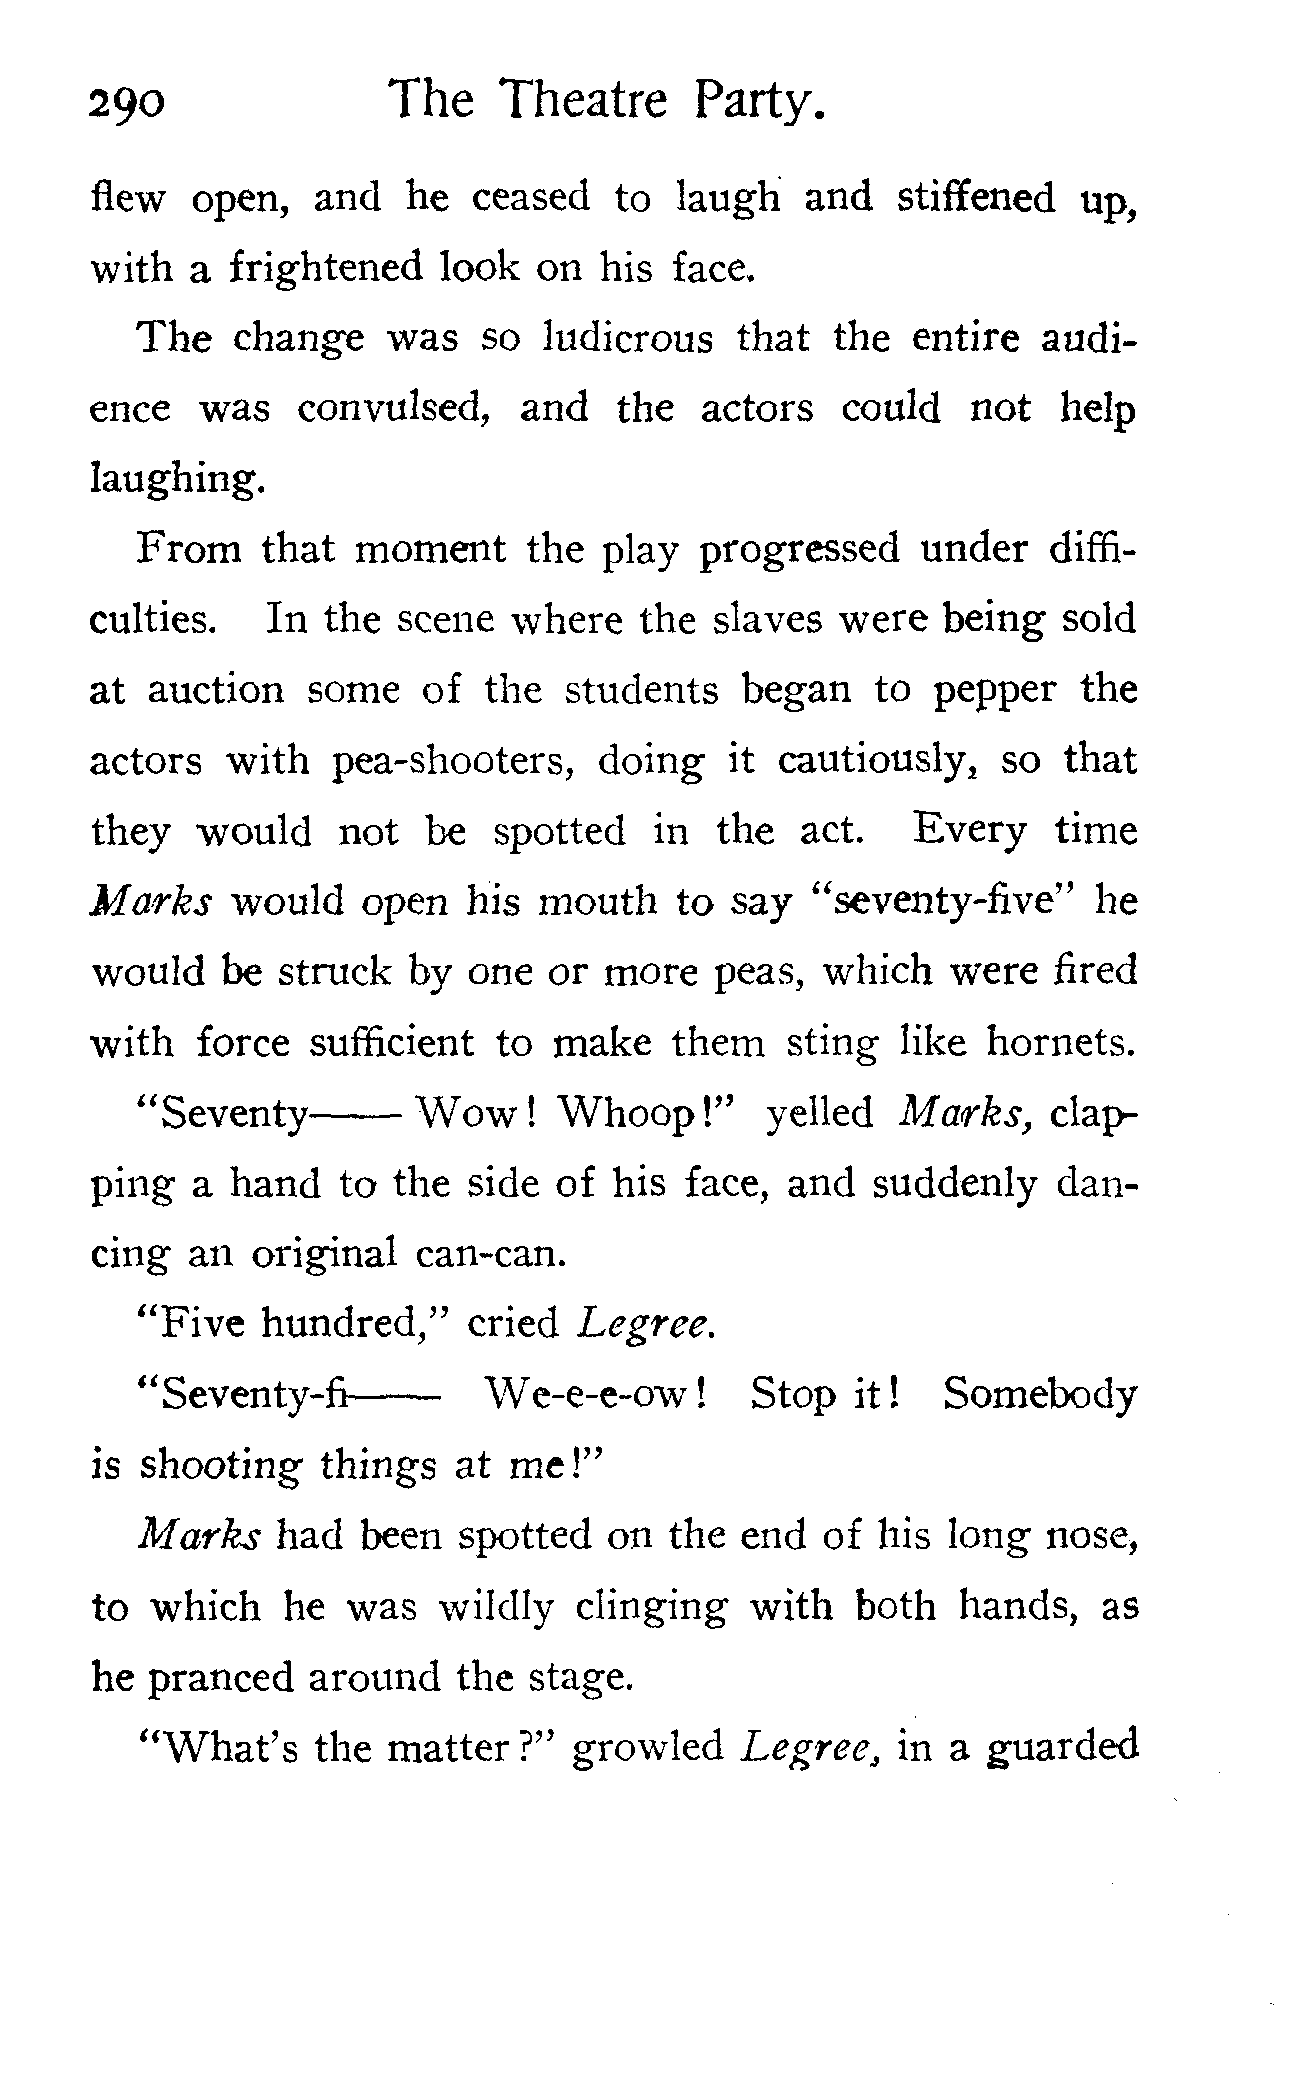 290 The Theatre Party.
flew open, and he ceased to laugh and stiffened up,
with a frightened look on his face.
The change was so ludicrous that the entire audi-
ence was convulsed, and the actors could not help
laughing.
From that moment the play progressed under diffi-
culties. In the scene where the slaves were being sold
at auction some of the students began to pepper the
actors with pea-shooters, doing it cautiously, so that
they would not be spotted in the act. Every time
Marks would open his mouth to say “seventy-five” he
would be struck by one or more peas, which were fired
with force sufficient to make them sting like hornets.
“Seventy—— Wow! Whoop!” yelled Marks, clap-
ping a hand to the side of his face, and suddenly dan-
cing an original can-can.
“Five hundred,” cried Legree.
“Seventy-fi—— We-e-e-ow! Stop it! Somebody
is shooting things at me!”
Marks had been spotted on the end of his long nose,
to which he was wildly clinging with both hands, as
he pranced around the stage.
“What’s the matter?” growled Legree, in a guarded